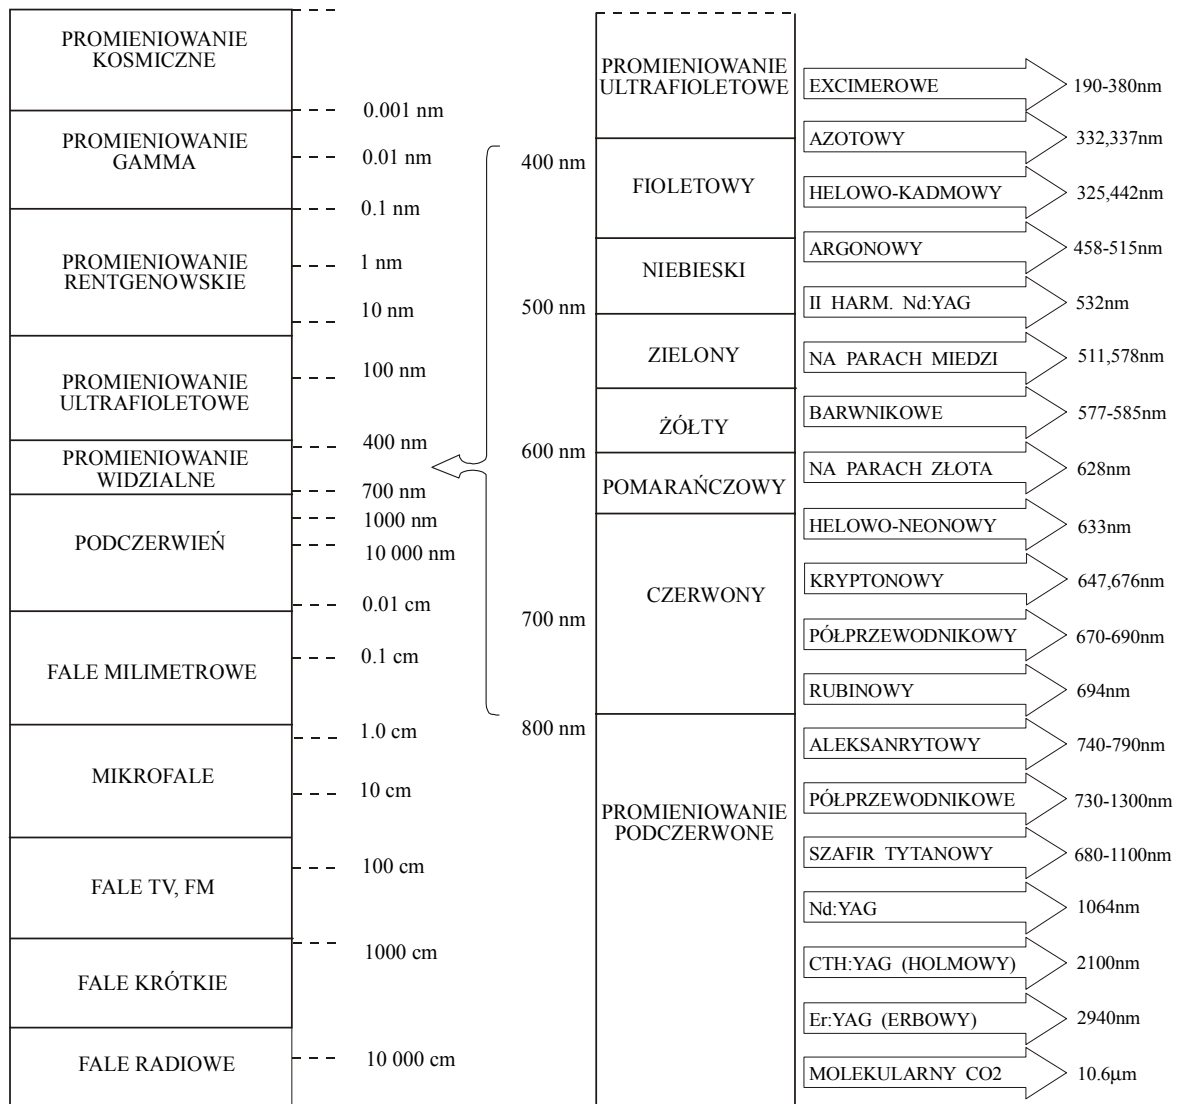 PROMIENIOWANIE
KOSMICZNE
0.001 nm
PROMIENIOWANIE
GAMMA
0.01 nm
0.1 nm
PROMIENIOWANIE
RENTGENOWSKIE
1 nm
10 nm
100 nm
PROMIENIOWANIE
ULTRAFIOLETOWE
400 nm
PROMIENIOWANIE
WIDZIALNE
700 nm
1000 nm
PODCZERWIEŃ
10 000 nm
0.01 cm
FALE MILIMETROWE
0.1 cm
1.0 cm
MIKROFALE
10 cm
100 cm
FALE TV, FM
1000 cm
FALE KRÓTKIE
FALE RADIOWE
10 000 cm
400 nm
500 nm
600 nm
700 nm
800 nm
PROMIENIOWANIE
ULTRAFIOLETOWE
FIOLETOWY
NIEBIESKI
ZIELONY
ŻÓŁTY
POMARAŃCZOWY
CZERWONY
PROMIENIOWANIE
PODCZERWONE
EXCIMEROWE 190-380nm
AZOTOWY 332,337nm
HELOWO-KADMOWY 325,442nm
ARGONOWY 458-515nm
II HARM. Nd:YAG 532nm
NA PARACH MIEDZI 511,578nm
BARWNIKOWE 577-585nm
NA PARACH ZŁOTA 628nm
HELOWO-NEONOWY 633nm
KRYPTONOWY 647,676nm
PÓŁPRZEWODNIKOWY 670-690nm
RUBINOWY 694nm
ALEKSANRYTOWY 740-790nm
PÓŁPRZEWODNIKOWE 730-1300nm
SZAFIR TYTANOWY 680-1100nm
Nd:YAG 1064nm
CTH:YAG (HOLMOWY) 2100nm
Er:YAG (ERBOWY) 2940nm
MOLEKULARNY CO2 10.6µm